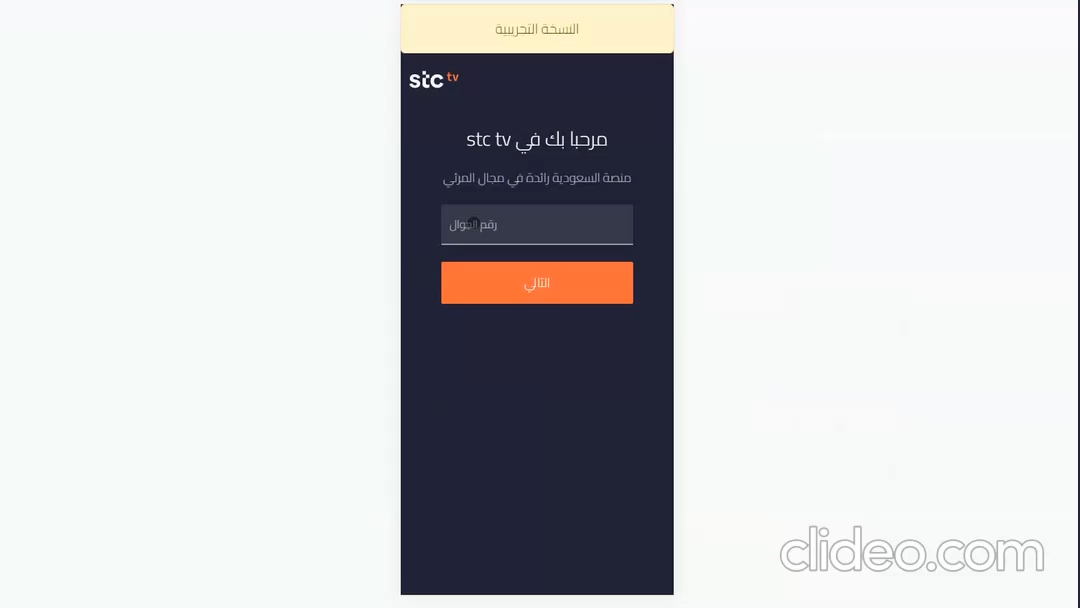 النسخة التجريبية
stc tv
مرحبا بك في stc tv
منصة السعودية رائدة في مجال المرئي
رقم الجوال
التالي
clideo.com